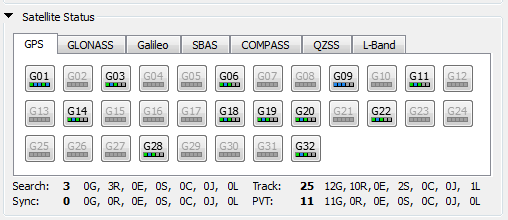 Satellite Status
GPS GLONASS Galileo SBAS COMPASS QZSS L-Band
G01 G02 G03 G04 G05 G06 G07 G08 G09 G10 G11 G12
G13 G14 G15 G16 G17 G18 G19 G20 G21 G22 G23 G24
G25 G26 G27 G28 G29 G30 G31 G32
Search: 3 0G, 3R, 0E, 0S, 0C, 0J, 0L Track: 25 12G, 10R, 0E, 2S, 0C, 0J, 1L
Sync: 0 0G, 0R, 0E, 0S, 0C, 0J, 0L PVT: 11 11G, 0R, 0E, 0S, 0C, 0J, 0L